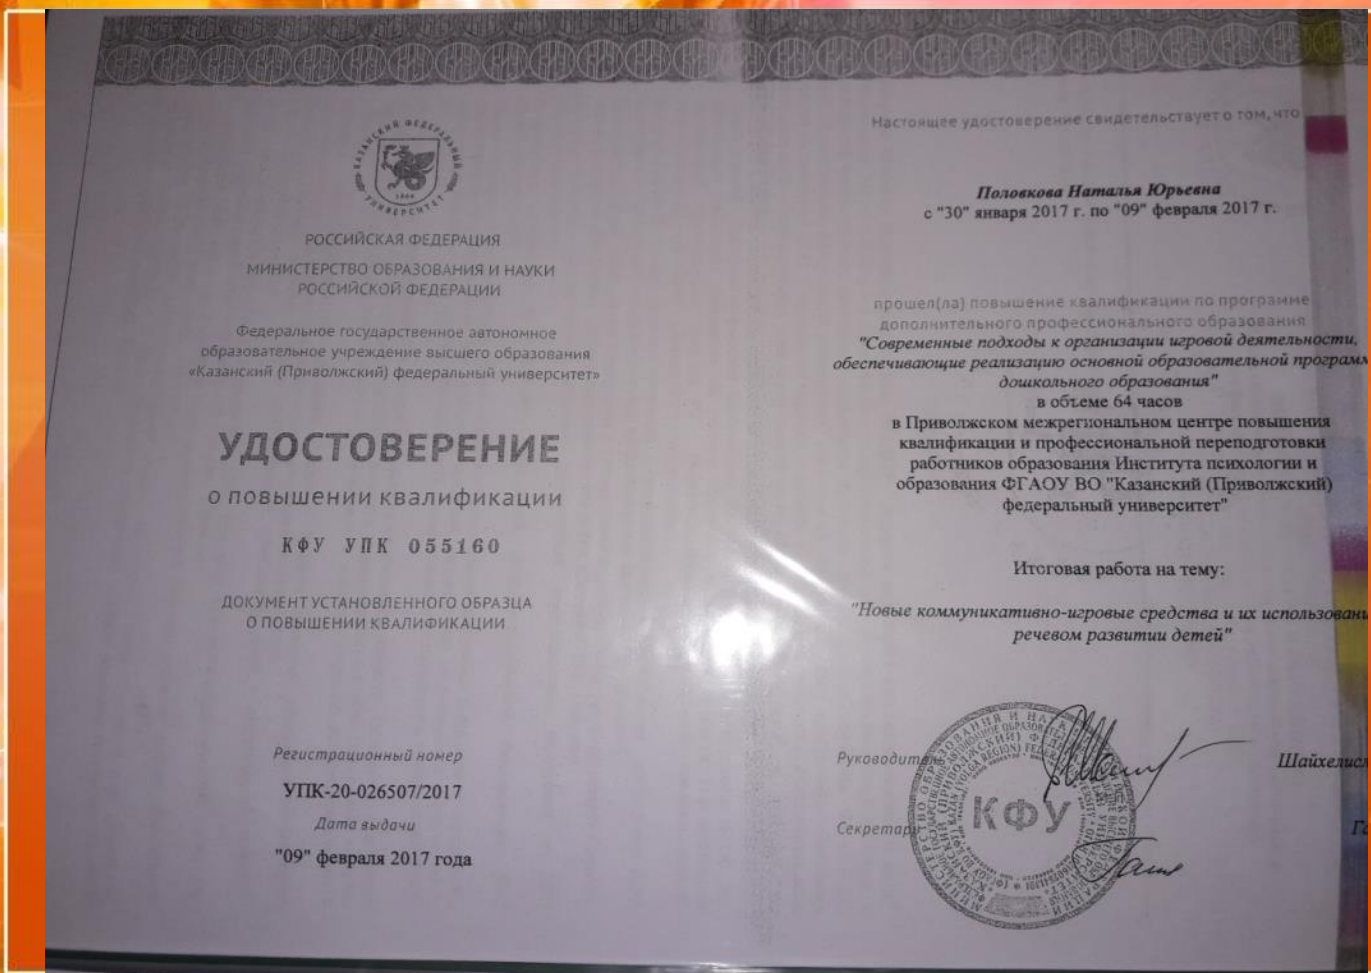 КАЗАНСКИЙ ФЕДЕРАЛЬНЫЙ УНИВЕРСИТЕТ
1804
РОССИЙСКАЯ ФЕДЕРАЦИЯ
МИНИСТЕРСТВО ОБРАЗОВАНИЯ И НАУКИ
РОССИЙСКОЙ ФЕДЕРАЦИИ
Федеральное государственное автономное
образовательное учреждение высшего образования
«Казанский (Приволжский) федеральный университет»
УДОСТОВЕРЕНИЕ
о повышении квалификации
КФУ УПК 055160
ДОКУМЕНТ УСТАНОВЛЕННОГО ОБРАЗЦА
О ПОВЫШЕНИИ КВАЛИФИКАЦИИ
Регистрационный номер
УПК-20-026507/2017
Дата выдачи
"09" февраля 2017 года
Настоящее удостоверение свидетельствует о том, что
Половкова Наталья Юрьевна
с "30" января 2017 г. по "09" февраля 2017 г.
прошел(ла) повышение квалификации по программе
дополнительного профессионального образования
"Современные подходы к организации игровой деятельности,
обеспечивающие реализацию основной образовательной програм
дошкольного образования"
в объеме 64 часов
в Приволжском межрегиональном центре повышения
квалификации и профессиональной переподготовки
работников образования Института психологии и
образования ФГАОУ ВО "Казанский (Приволжский)
федеральный университет"
Итоговая работа на тему:
"Новые коммуникативно-игровые средства и их использовани
речевом развитии детей"
Руководитель
Шайхелисл
Секретарь
КФУ